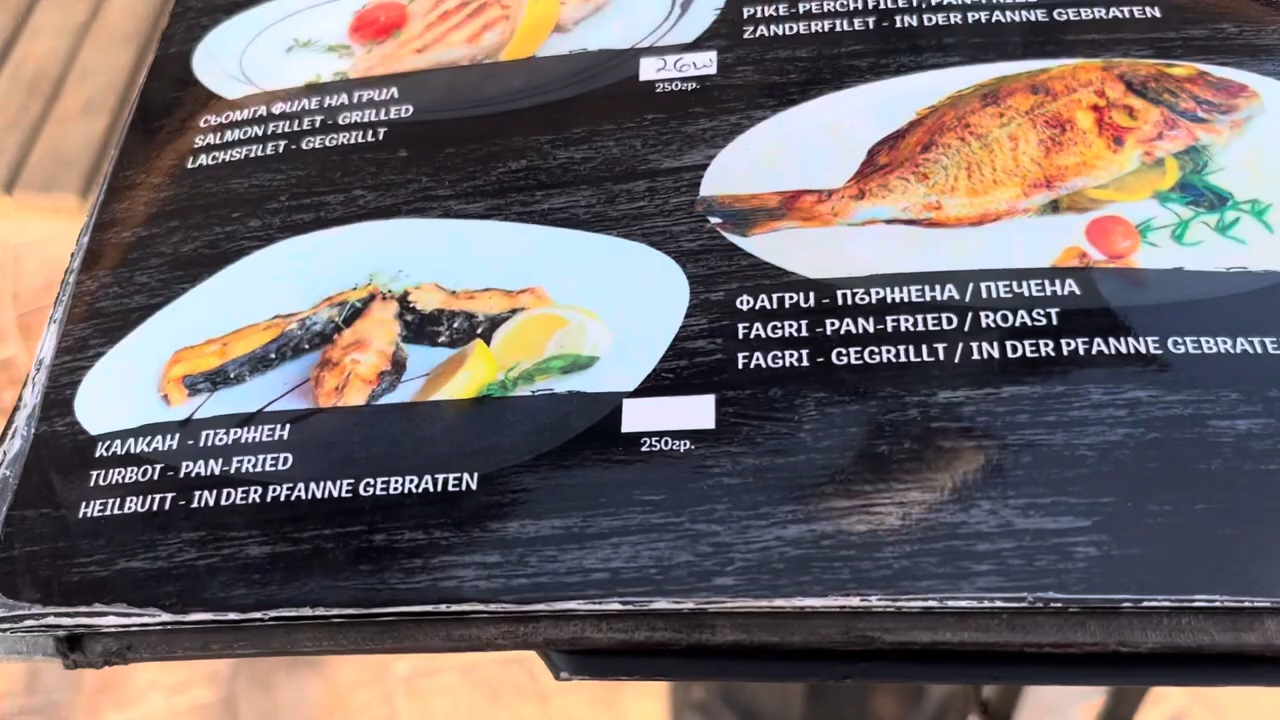 PIKE-PERCH FILET, PAN-FRIED
ZANDERFILET - IN DER PFANNE GEBRATEN
26
250гр.
СЬОМГА ФИЛЕ НА ГРИЛ
SALMON FILLET - GRILLED
LACHSFILET - GEGRILLT
ФАГРИ - ПЪРЖЕНА / ПЕЧЕНА
FAGRI -PAN-FRIED / ROAST
FAGRI - GEGRILLT / IN DER PFANNE GEBRATE
250гр.
КАЛКАН - ПЪРЖЕН
TURBOT - PAN-FRIED
HEILBUTT - IN DER PFANNE GEBRATEN